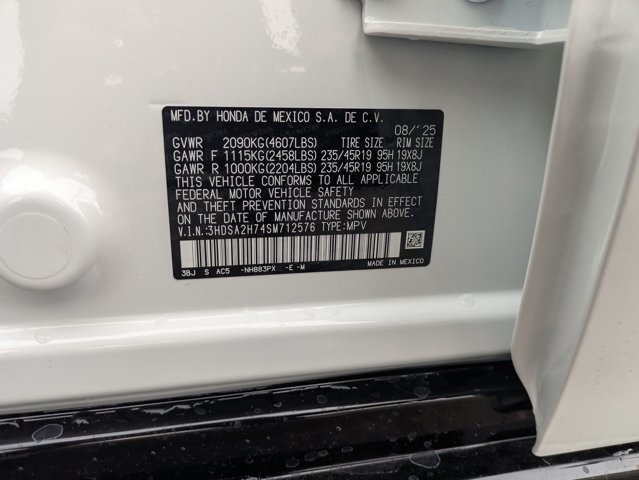 MFD.BY HONDA DE MEXICO S.A. DE C.V.
08/'25
GVWR 2090KG(4607LBS) TIRE SIZE RIM SIZE
GAWR F 1115KG(2458LBS) 235/45R19 95H 19X8J
GAWR R 1000KG(2204LBS) 235/45R19 95H 19X8J
THIS VEHICLE CONFORMS TO ALL APPLICABLE
FEDERAL MOTOR VEHICLE SAFETY
AND THEFT PREVENTION STANDARDS IN EFFECT
ON THE DATE OF MANUFACTURE SHOWN ABOVE.
V.I.N.:3HDSA2H74SM712576 TYPE:MPV
3BJ S AC5 -NH883PX -E -M MADE IN MEXICO